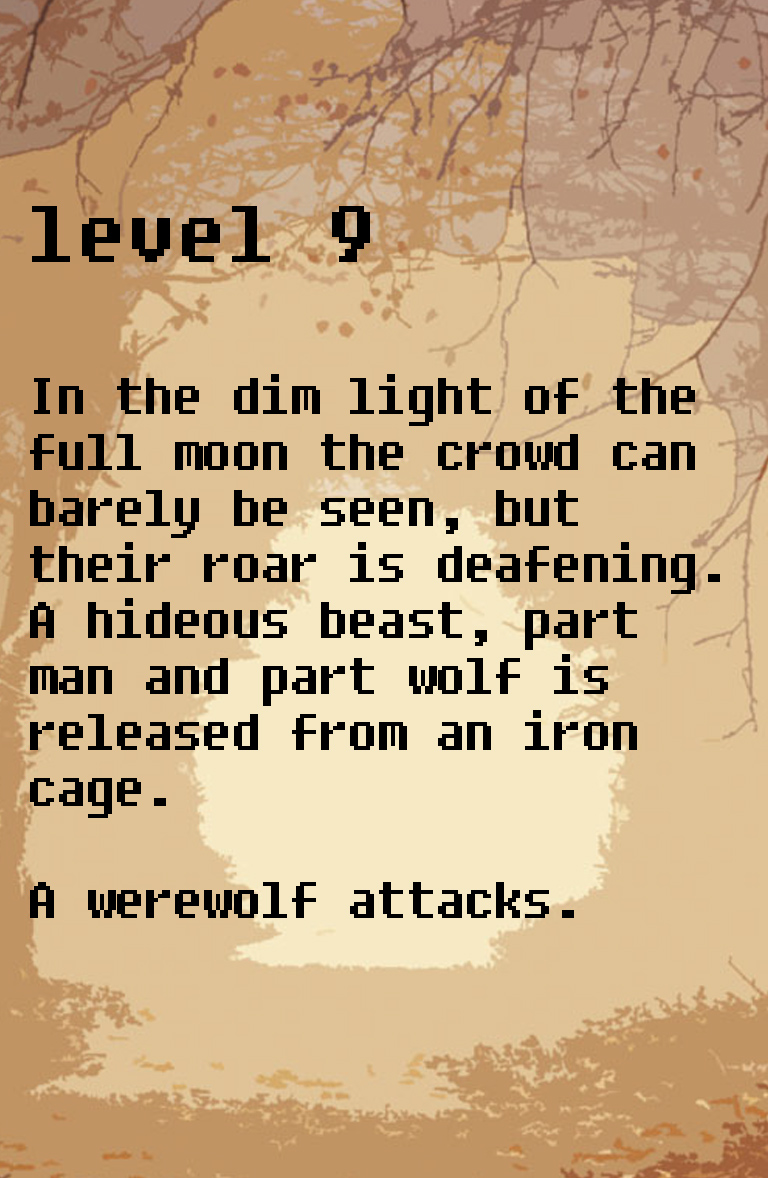 level 9
In the dim light of the
full moon the crowd can
barely be seen, but
their roar is deafening.
A hideous beast, part
man and part wolf is
released from an iron
cage.
A werewolf attacks.